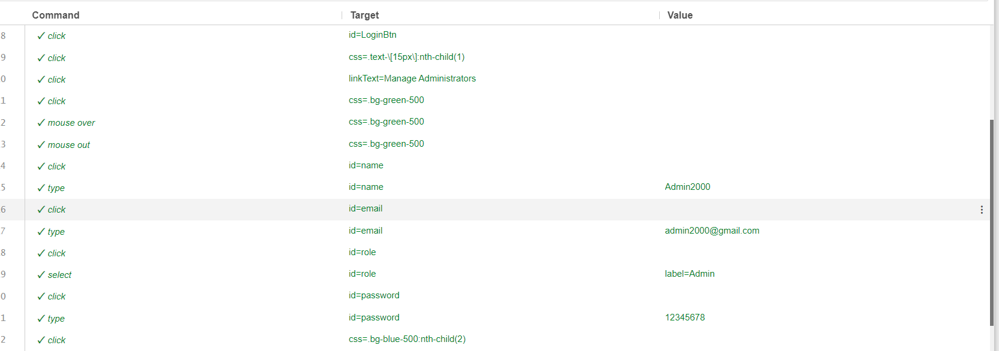 Command Target Value
8 ✓ click id=LoginBtn
9 ✓ click css=.text-\[15px\]:nth-child(1)
0 ✓ click linkText=Manage Administrators
1 ✓ click css=.bg-green-500
2 ✓ mouse over css=.bg-green-500
3 ✓ mouse out css=.bg-green-500
4 ✓ click id=name
5 ✓ type id=name Admin2000
6 ✓ click id=email
7 ✓ type id=email admin2000@gmail.com
8 ✓ click id=role
9 ✓ select id=role label=Admin
0 ✓ click id=password
1 ✓ type id=password 12345678
2 ✓ click css=.bg-blue-500:nth-child(2)